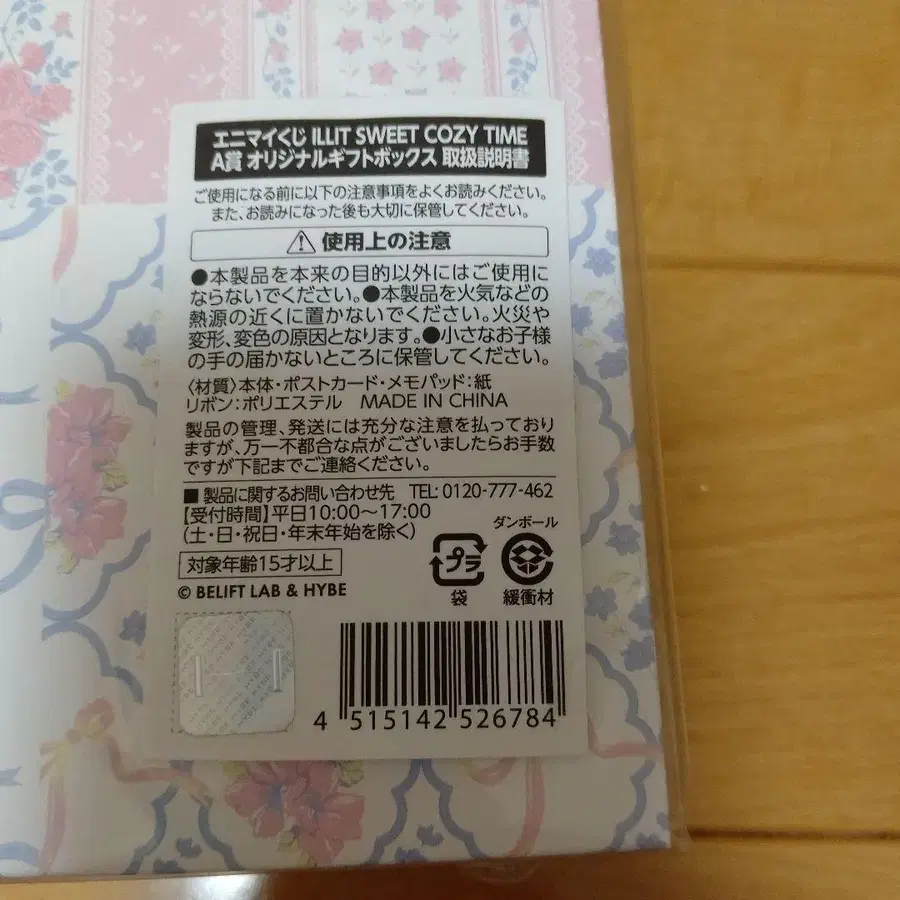 エニマイくじ ILLIT SWEET COZY TIME
A賞 オリジナルギフトボックス 取扱説明書
ご使用になる前に以下の注意事項をよくお読みください。
また、お読みになった後も大切に保管してください。
⚠ 使用上の注意
●本製品を本来の目的以外にはご使用に
ならないでください。●本製品を火気などの
熱源の近くに置かないでください。火災や
変形、変色の原因となります。●小さなお子様
の手の届かないところに保管してください。
〈材質〉本体・ポストカード・メモパッド:紙
リボン:ポリエステル MADE IN CHINA
製品の管理、発送には充分な注意を払っており
ますが、万一不都合な点がございましたらお手数
ですが下記までご連絡ください。
■製品に関するお問い合わせ先 TEL: 0120-777-462
【受付時間】平日10:00〜17:00
(土・日・祝日・年末年始を除く)
対象年齢15才以上
© BELIFT LAB & HYBE
プラ
袋
ダンボール
緩衝材
4 515142 526784